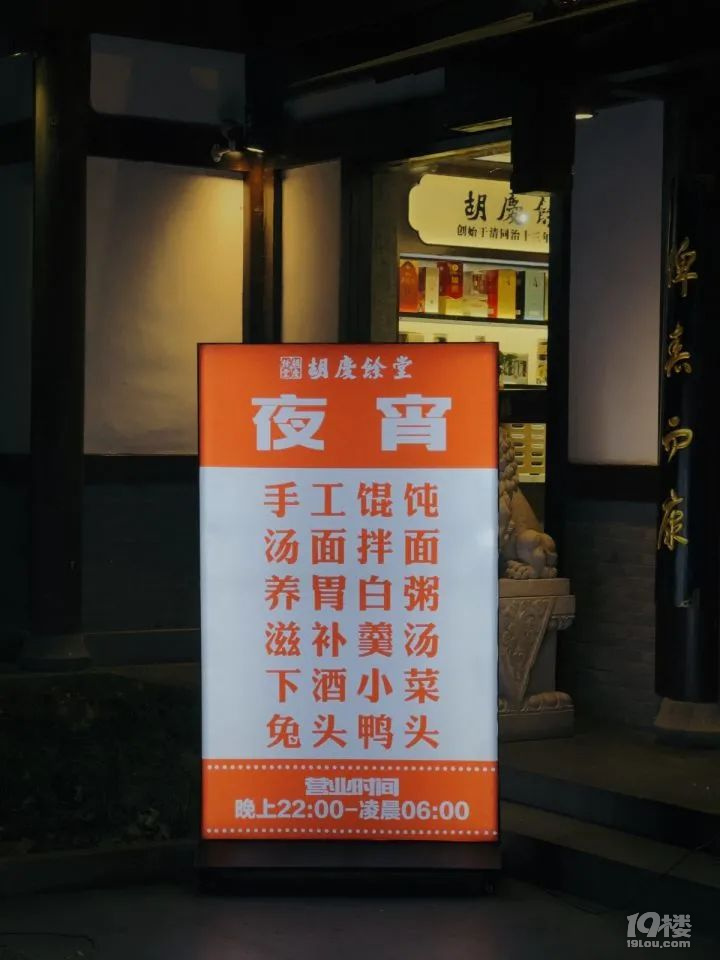 胡慶餘
创始于清同治十三年
胡慶餘堂
夜宵
手工馄饨
汤面拌面
养胃白粥
滋补羹汤
下酒小菜
兔头鸭头
营业时间
晚上22:00-凌晨06:00
而康
19楼
19lou.com